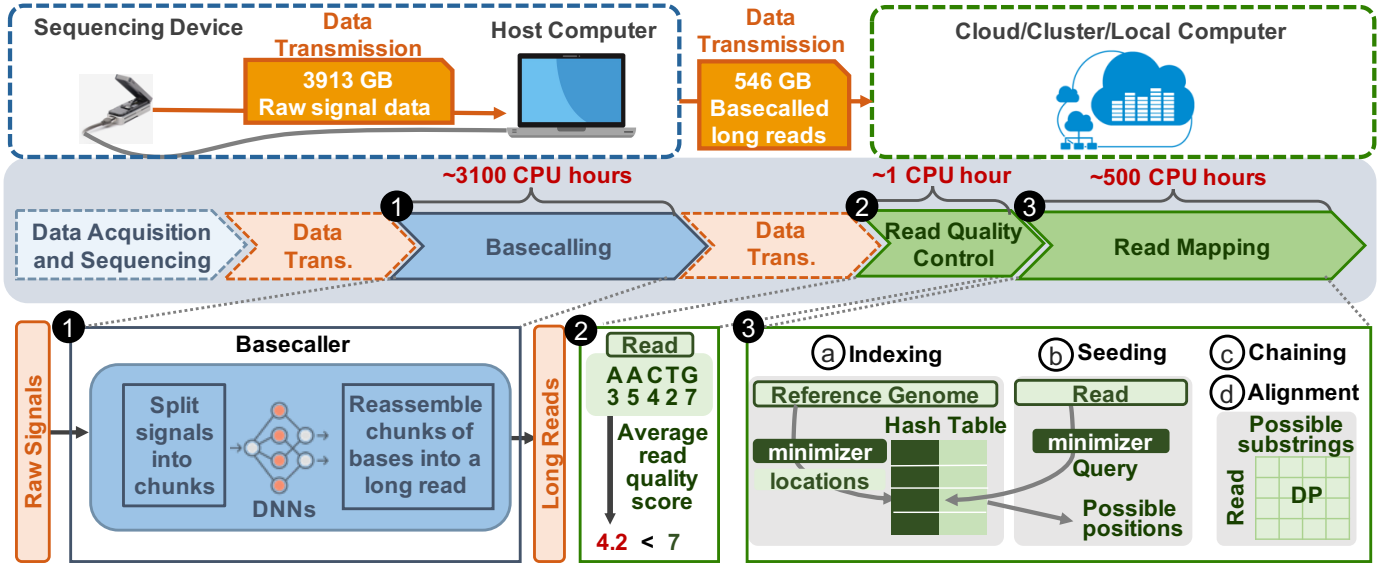 Sequencing Device
Data
Transmission
3913 GB
Raw signal data
Host Computer
Data
Transmission
546 GB
Basecalled
long reads
Cloud/Cluster/Local Computer
~3100 CPU hours
~1 CPU hour
~500 CPU hours
Data Acquisition
and Sequencing
Data
Trans.
1
Basecalling
Data
Trans.
2
Read Quality
Control
3
Read Mapping
Raw Signals
1
Basecaller
Split
signals
into
chunks
DNNs
Reassemble
chunks of
bases into a
long read
Long Reads
2
Read
A A C T G
3 5 4 2 7
Average
read
quality
score
4.2 < 7
3
a Indexing
Reference Genome
Hash Table
minimizer
locations
b Seeding
Read
minimizer
Query
Possible
positions
c Chaining
d Alignment
Possible
substrings
Read
DP